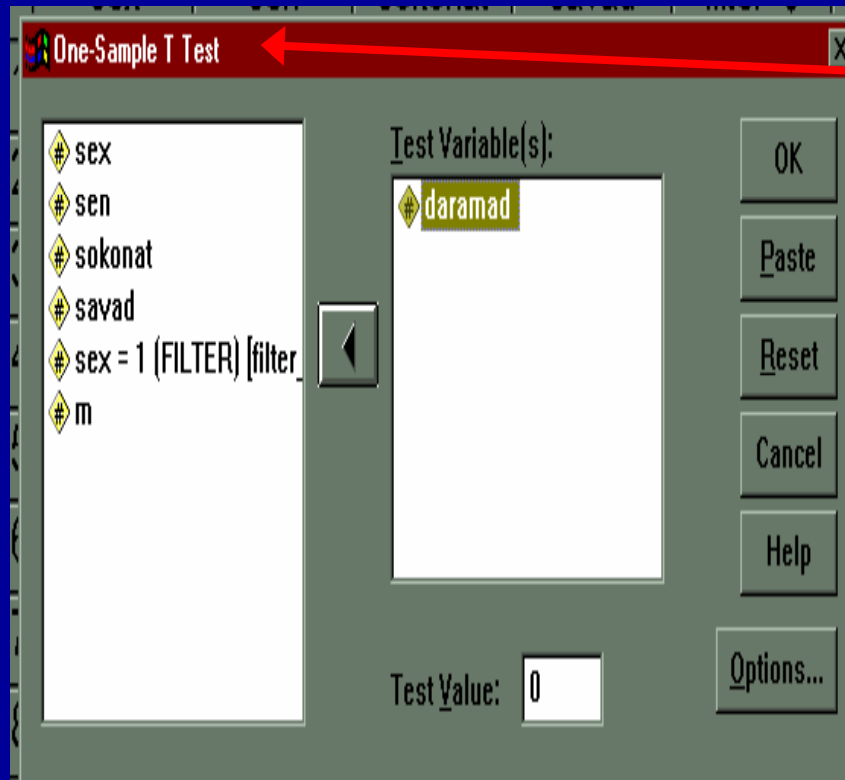 One-Sample T Test
sex
sen
sokonat
savad
sex = 1 (FILTER) [filter_
m
Test Variable(s):
daramad
Test Value: 0
OK
Paste
Reset
Cancel
Help
Options...